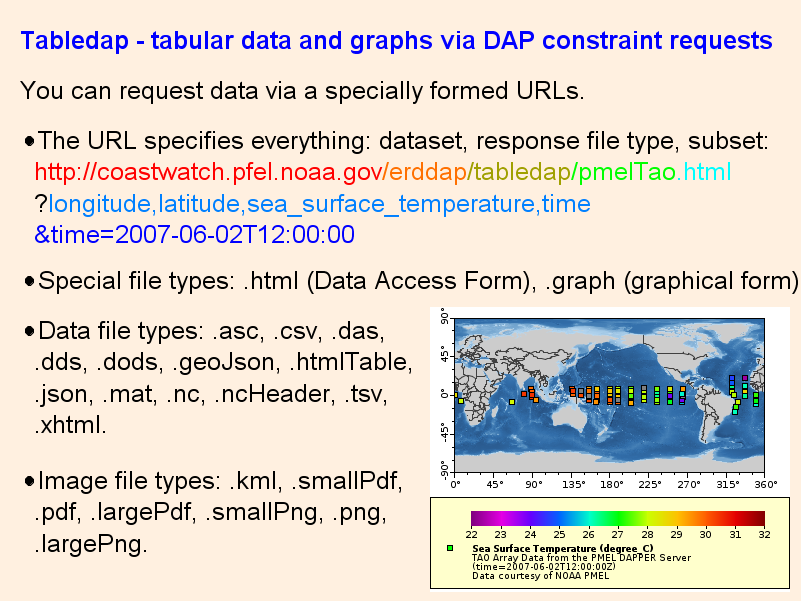 Tabledap - tabular data and graphs via DAP constraint requests
You can request data via a specially formed URLs.
•The URL specifies everything: dataset, response file type, subset:
http://coastwatch.pfel.noaa.gov/erddap/tabledap/pmelTao.html
?longitude,latitude,sea_surface_temperature,time
&time=2007-06-02T12:00:00
•Special file types: .html (Data Access Form), .graph (graphical form)
•Data file types: .asc, .csv, .das,
.dds, .dods, .geoJson, .htmlTable,
.json, .mat, .nc, .ncHeader, .tsv,
.xhtml.
•Image file types: .kml, .smallPdf,
.pdf, .largePdf, .smallPng, .png,
.largePng.
90°
45°
0°
-45°
-90°
0° 45° 90° 135° 180° 225° 270° 315° 360°
22 23 24 25 26 27 28 29 30 31 32
Sea Surface Temperature (degree_C)
TAO Array Data from the PMEL DAPPER Server
(time=2007-06-02T12:00:00Z)
Data courtesy of NOAA PMEL